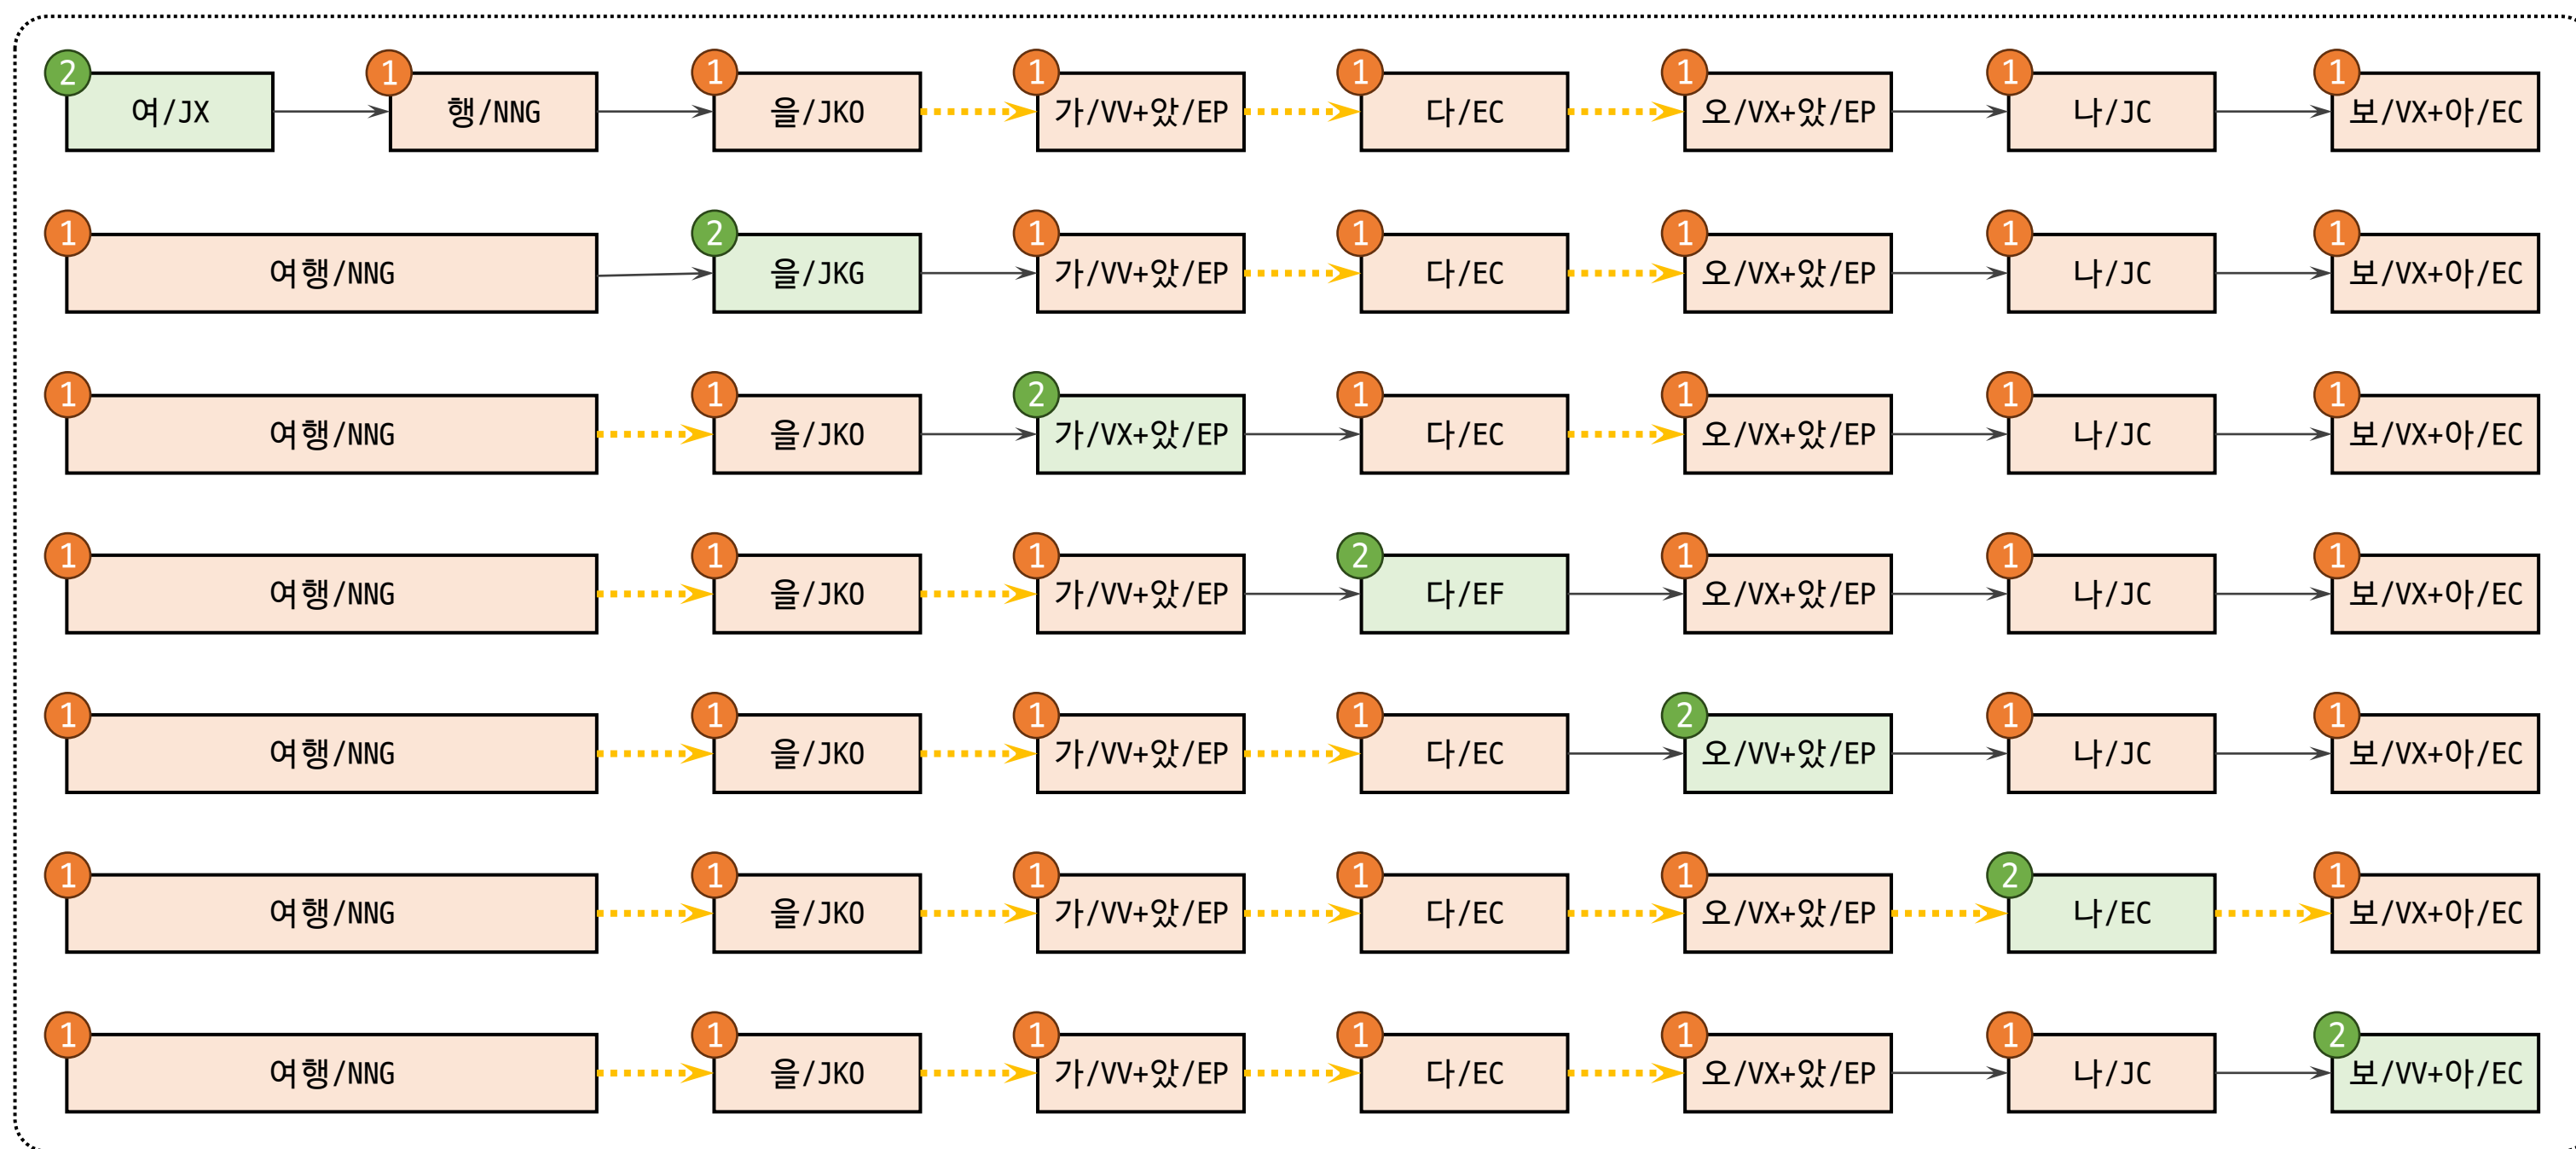 2 1 1 1 1 1 1 1
여/JX 행/NNG 을/JKO 가/VV+았/EP 다/EC 오/VX+았/EP 나/JC 보/VX+아/EC
1 2 1 1 1 1 1
여행/NNG 을/JKG 가/VV+았/EP 다/EC 오/VX+았/EP 나/JC 보/VX+아/EC
1 1 2 1 1 1 1
여행/NNG 을/JKO 가/VX+았/EP 다/EC 오/VX+았/EP 나/JC 보/VX+아/EC
1 1 1 2 1 1 1
여행/NNG 을/JKO 가/VV+았/EP 다/EF 오/VX+았/EP 나/JC 보/VX+아/EC
1 1 1 1 2 1 1
여행/NNG 을/JKO 가/VV+았/EP 다/EC 오/VV+았/EP 나/JC 보/VX+아/EC
1 1 1 1 1 2 1
여행/NNG 을/JKO 가/VV+았/EP 다/EC 오/VX+았/EP 나/EC 보/VX+아/EC
1 1 1 1 1 1 2
여행/NNG 을/JKO 가/VV+았/EP 다/EC 오/VX+았/EP 나/JC 보/VV+아/EC